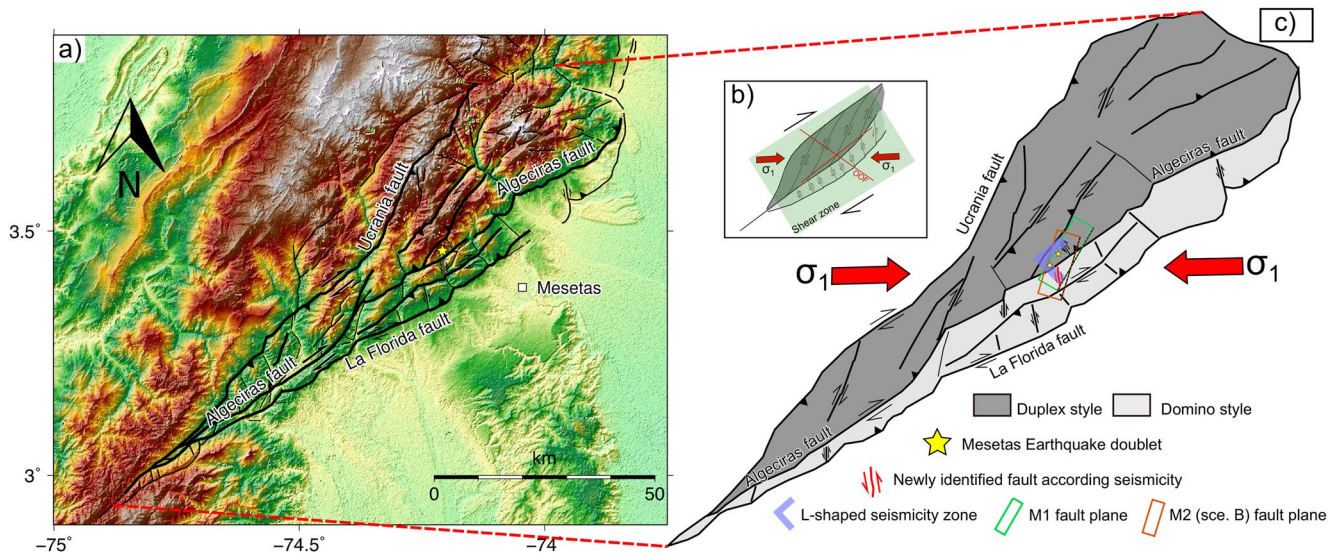 a)
N
Ucrania fault
Algeciras fault
Mesetas
La Florida fault
Algeciras fault
km
0
50
3.5°
3°
-75°
-74.5°
-74°
b)
σ1
σ1
OOF
Shear zone
c)
Ucrania fault
Algeciras fault
σ1
σ1
La Florida fault
Algeciras fault
Duplex style
Domino style
Mesetas Earthquake doublet
Newly identified fault according seismicity
L-shaped seismicity zone
M1 fault plane
M2 (sce. B) fault plane